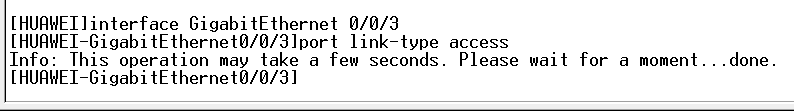 [HUAWEI]interface GigabitEthernet 0/0/3
[HUAWEI-GigabitEthernet0/0/3]port link-type access
Info: This operation may take a few seconds. Please wait for a moment...done.
[HUAWEI-GigabitEthernet0/0/3]